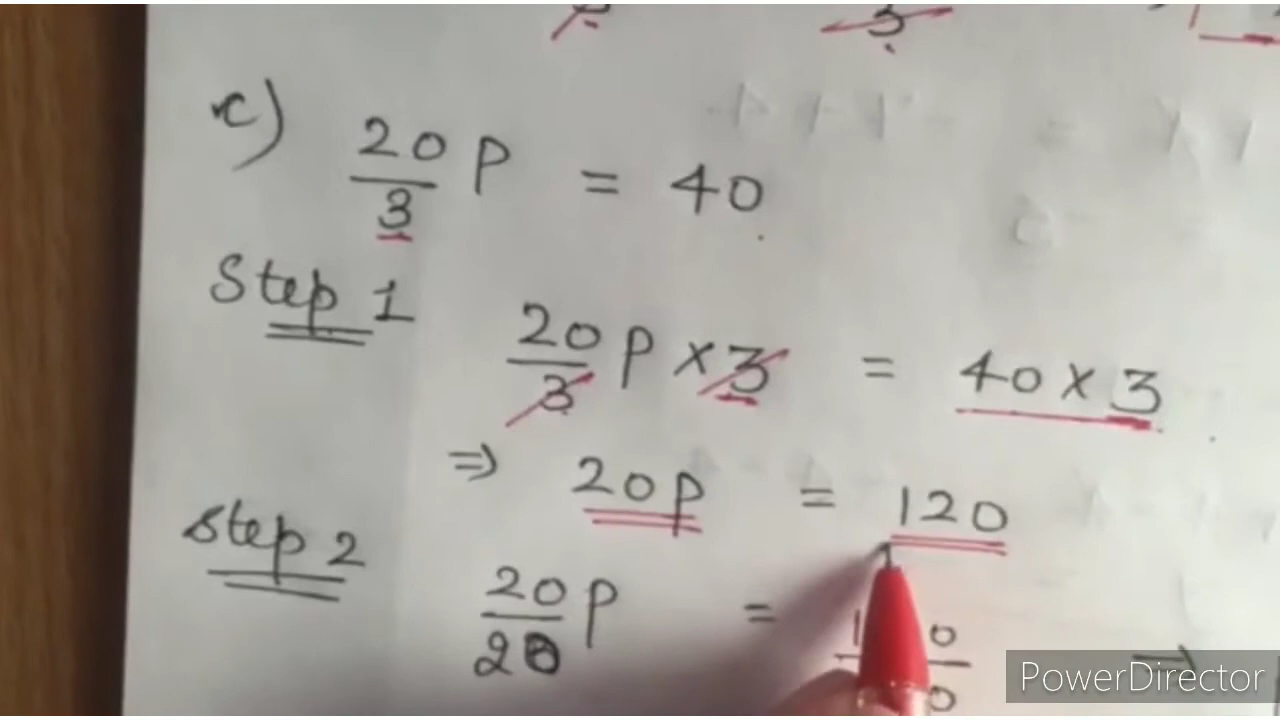 c) 20/3 P = 40
Step 1
20/3 P × 3 = 40 × 3
⇒ 20P = 120
Step 2
20/20 P = ⇒
PowerDirector